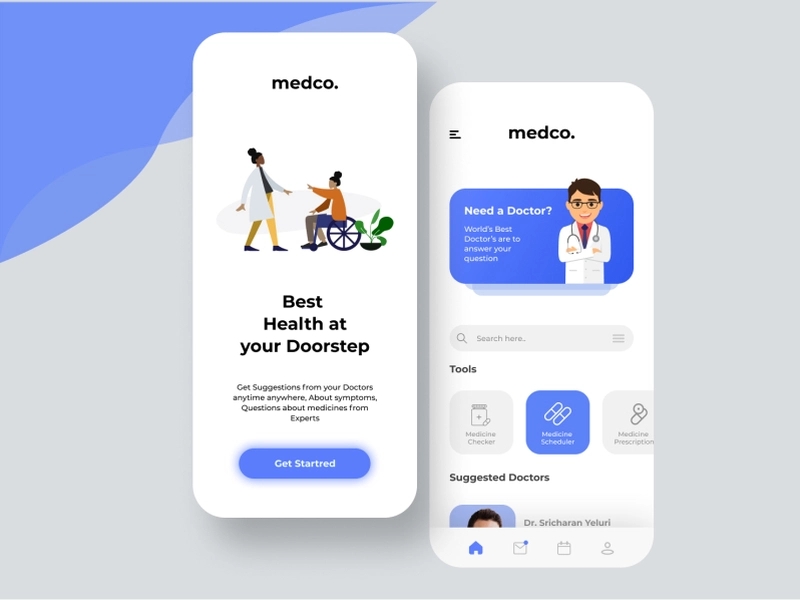 medco.
Best
Health at
your Doorstep
Get Suggestions from your Doctors
anytime anywhere, About symptoms,
Questions about medicines from
Experts
Get Startred
medco.
Need a Doctor?
World's Best
Doctor's are to
answer your
question
Search here..
Tools
Medicine
Checker
Medicine
Scheduler
Medicine
Prescription
Suggested Doctors
Dr. Sricharan Yeluri